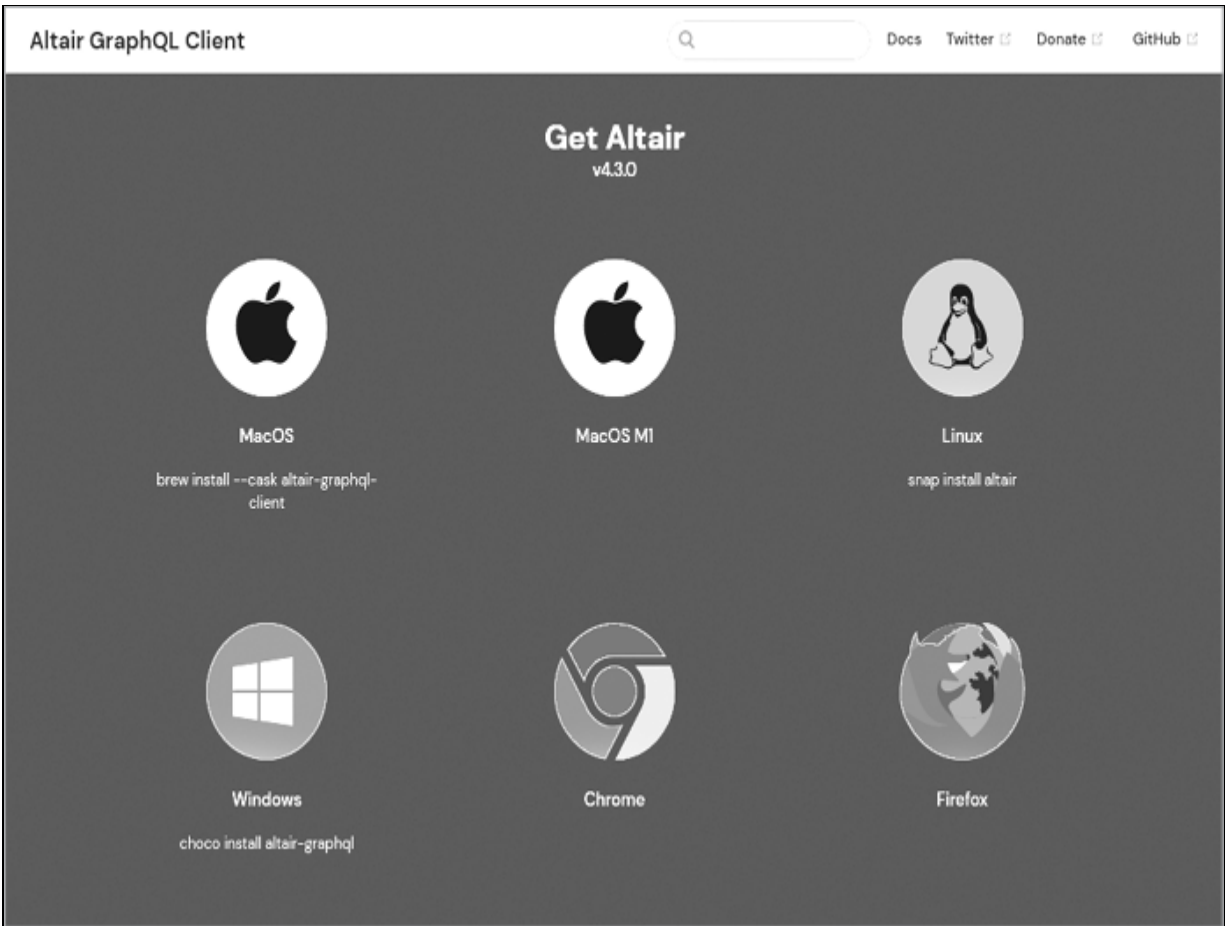 Altair GraphQL Client
Docs
Twitter
Donate
GitHub
Get Altair
v4.3.0
MacOS
brew install --cask altair-graphql-
client
MacOS M1
Linux
snap install altair
Windows
choco install altair-graphql
Chrome
Firefox